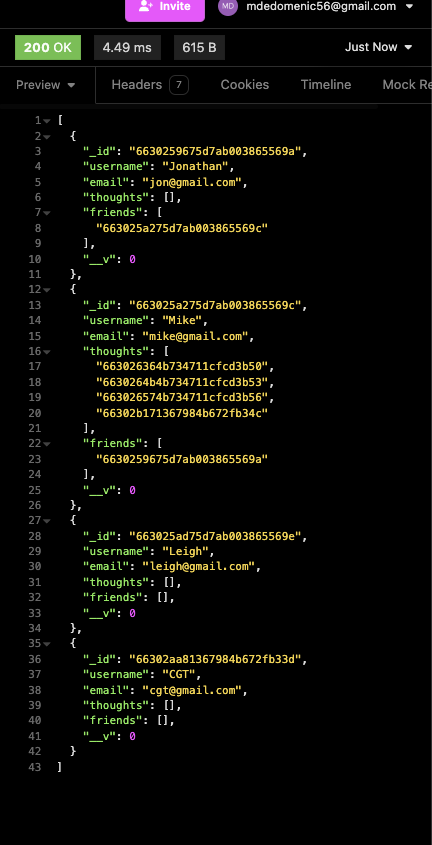 Invite
MD mdedomenic56@gmail.com
200 OK 4.49 ms 615 B Just Now
Preview Headers 7 Cookies Timeline Mock Re
1 [
2 {
3 "_id": "6630259675d7ab003865569a",
4 "username": "Jonathan",
5 "email": "jon@gmail.com",
6 "thoughts": [],
7 "friends": [
8 "663025a275d7ab003865569c"
9 ],
10 "__v": 0
11 },
12 {
13 "_id": "663025a275d7ab003865569c",
14 "username": "Mike",
15 "email": "mike@gmail.com",
16 "thoughts": [
17 "663026364b734711cfcd3b50",
18 "6630264b4b734711cfcd3b53",
19 "663026574b734711cfcd3b56",
20 "66302b171367984b672fb34c"
21 ],
22 "friends": [
23 "6630259675d7ab003865569a"
24 ],
25 "__v": 0
26 },
27 {
28 "_id": "663025ad75d7ab003865569e",
29 "username": "Leigh",
30 "email": "leigh@gmail.com",
31 "thoughts": [],
32 "friends": [],
33 "__v": 0
34 },
35 {
36 "_id": "66302aa81367984b672fb33d",
37 "username": "CGT",
38 "email": "cgt@gmail.com",
39 "thoughts": [],
40 "friends": [],
41 "__v": 0
42 }
43 ]